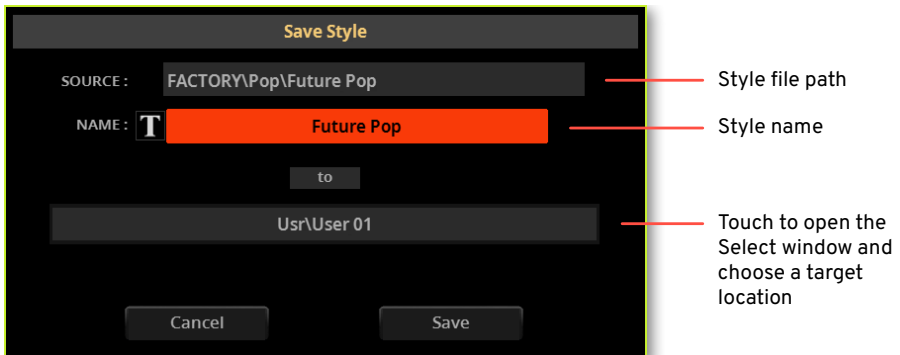 Save Style
SOURCE: FACTORY\Pop\Future Pop
Style file path
NAME: T Future Pop
Style name
to
Usr\User 01
Touch to open the
Select window and
choose a target
location
Cancel
Save